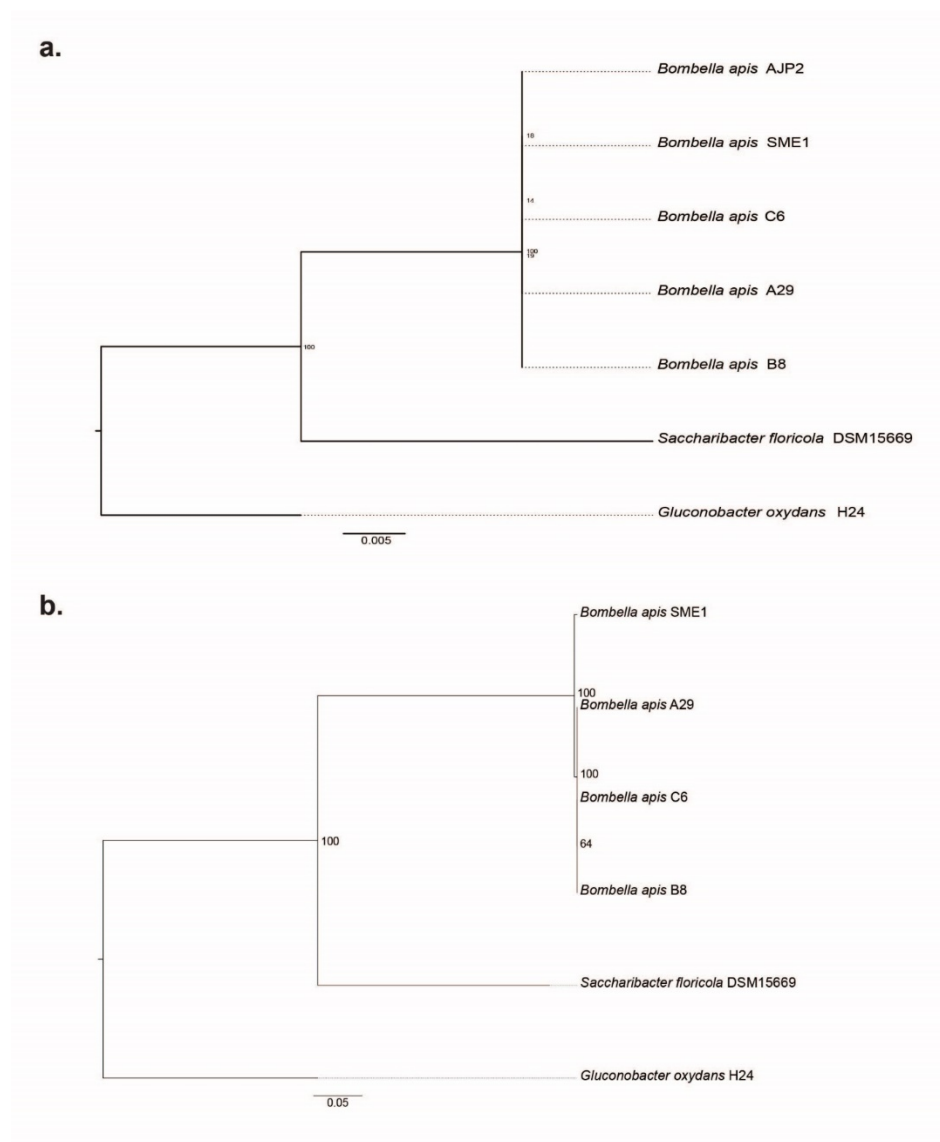 a.
Bombella apis AJP2
18
Bombella apis SME1
14
Bombella apis C6
100
19
Bombella apis A29
100
Bombella apis B8
Saccharibacter floricola DSM15669
Gluconobacter oxydans H24
0.005
b.
Bombella apis SME1
100
Bombella apis A29
100
Bombella apis C6
100
64
Bombella apis B8
Saccharibacter floricola DSM15669
Gluconobacter oxydans H24
0.05